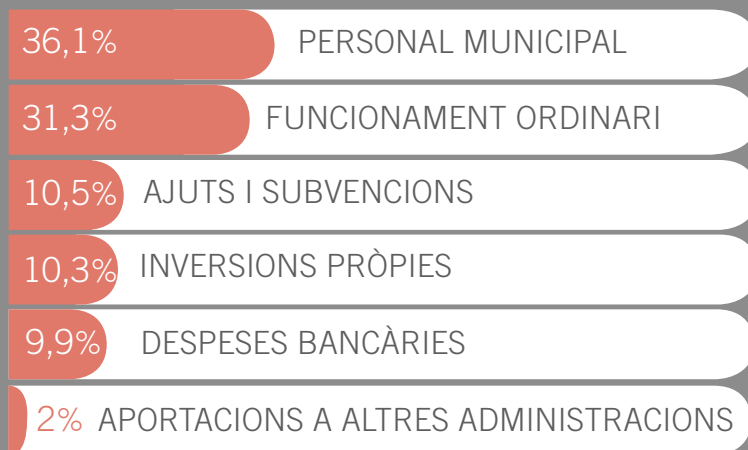 36,1% PERSONAL MUNICIPAL
31,3% FUNCIONAMENT ORDINARI
10,5% AJUTS I SUBVENCIONS
10,3% INVERSIONS PRÒPIES
9,9% DESPESES BANCÀRIES
2% APORTACIONS A ALTRES ADMINISTRACIONS